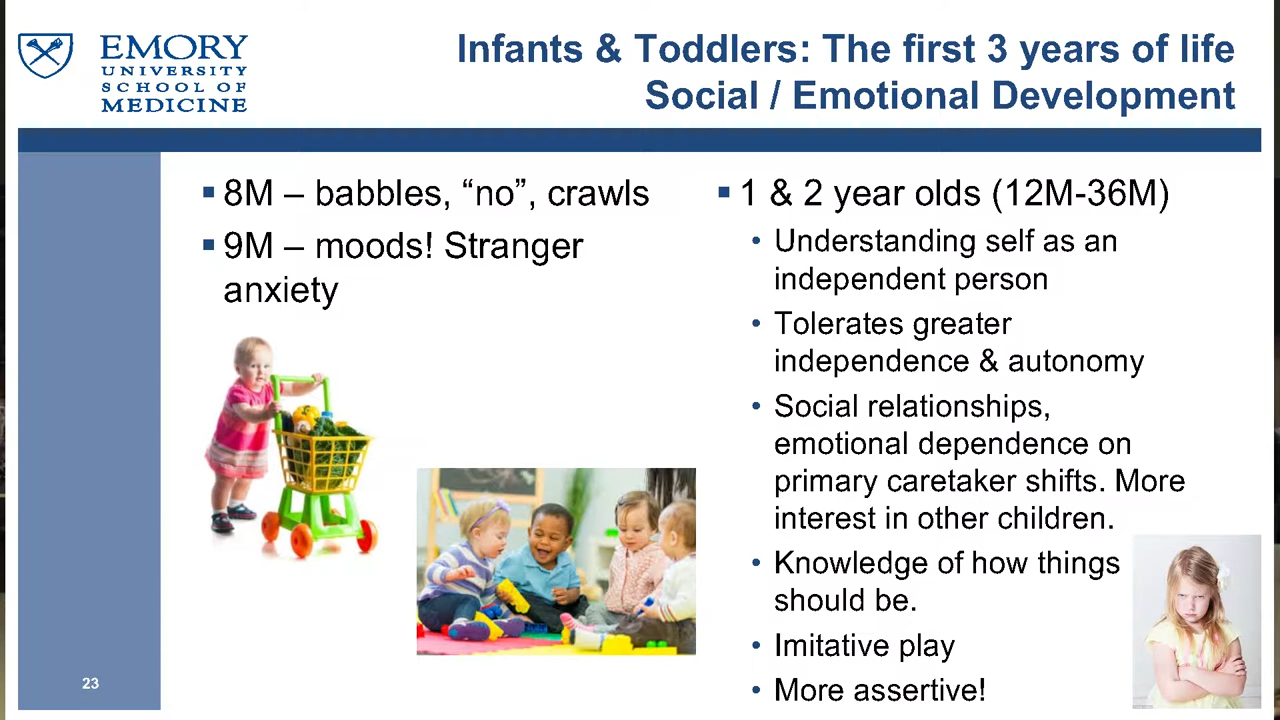 EMORY
UNIVERSITY
SCHOOL OF
MEDICINE
Infants & Toddlers: The first 3 years of life
Social / Emotional Development
▪ 8M – babbles, “no”, crawls
▪ 9M – moods! Stranger
anxiety
▪ 1 & 2 year olds (12M-36M)
• Understanding self as an
independent person
• Tolerates greater
independence & autonomy
• Social relationships,
emotional dependence on
primary caretaker shifts. More
interest in other children.
• Knowledge of how things
should be.
• Imitative play
• More assertive!
23